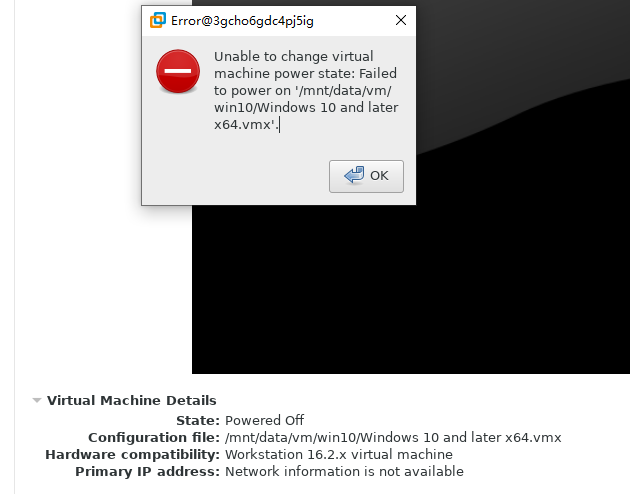 Error@3gcho6gdc4pj5ig
Unable to change virtual
machine power state: Failed
to power on '/mnt/data/vm/
win10/Windows 10 and later
x64.vmx'.
OK
Virtual Machine Details
State: Powered Off
Configuration file: /mnt/data/vm/win10/Windows 10 and later x64.vmx
Hardware compatibility: Workstation 16.2.x virtual machine
Primary IP address: Network information is not available